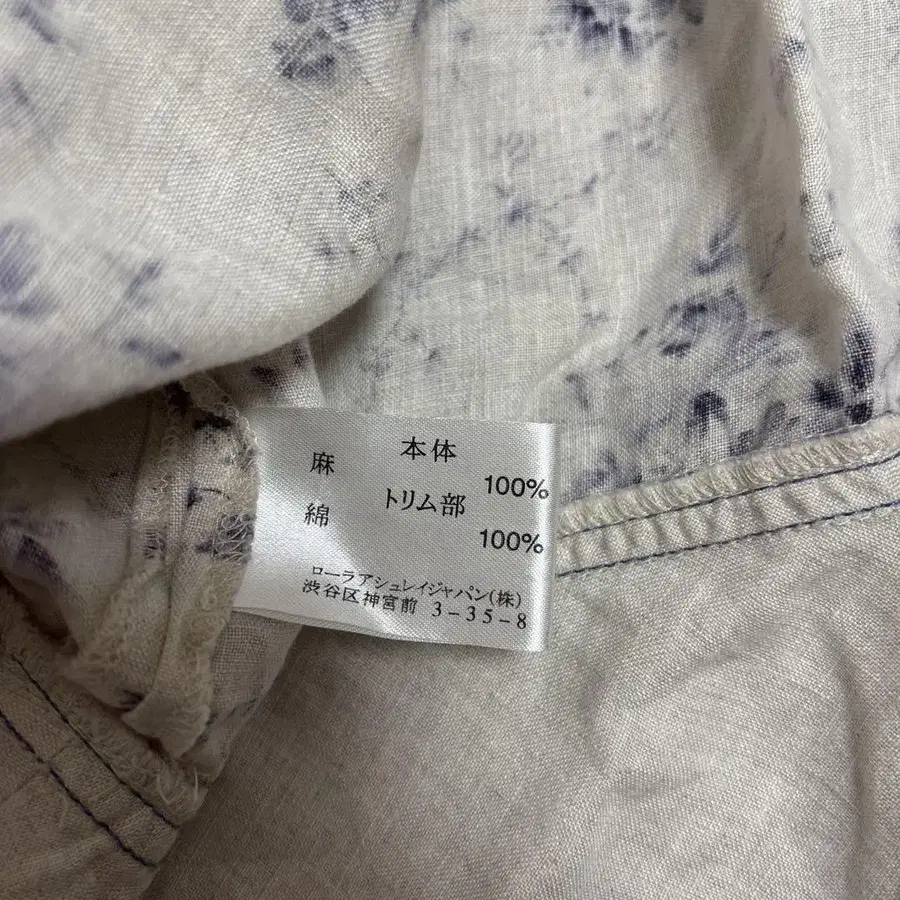 本体
麻 100%
トリム部
綿 100%
ローラアシュレイジャパン(株)
渋谷区神宮前 3-35-8